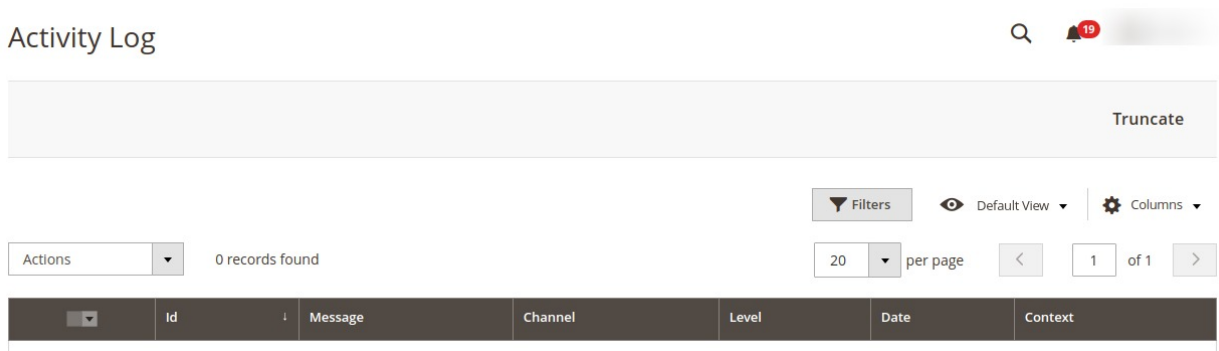 Activity Log
19
Truncate
Filters Default View Columns
Actions 0 records found 20 per page 1 of 1
Id ↓ Message Channel Level Date Context